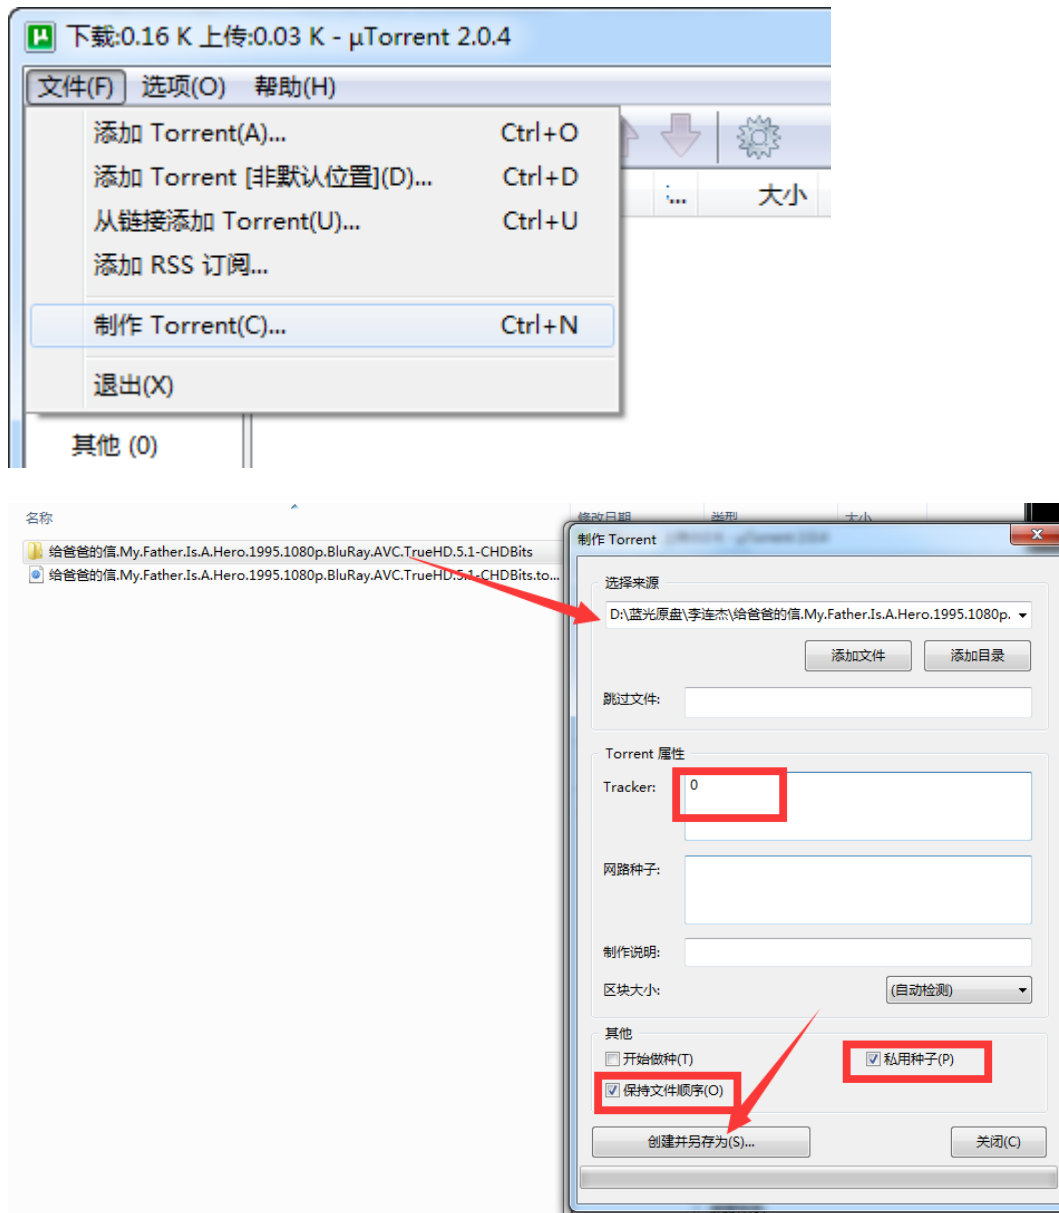 下载:0.16 K 上传:0.03 K - µTorrent 2.0.4
文件(F) 选项(O) 帮助(H)
添加 Torrent(A)... Ctrl+O
添加 Torrent [非默认位置](D)... Ctrl+D
从链接添加 Torrent(U)... Ctrl+U
添加 RSS 订阅...
制作 Torrent(C)... Ctrl+N
退出(X)
... 大小
其他 (0)
名称 修改日期 类型 大小
给爸爸的信.My.Father.Is.A.Hero.1995.1080p.BluRay.AVC.TrueHD.5.1-CHDBits
给爸爸的信.My.Father.Is.A.Hero.1995.1080p.BluRay.AVC.TrueHD.5.1-CHDBits.to...
制作 Torrent
选择来源
D:\蓝光原盘\李连杰\给爸爸的信.My.Father.Is.A.Hero.1995.1080p.
添加文件 添加目录
跳过文件:
Torrent 属性
Tracker: 0
网路种子:
制作说明:
区块大小: (自动检测)
其他
开始做种(T) 私用种子(P)
保持文件顺序(O)
创建并另存为(S)... 关闭(C)